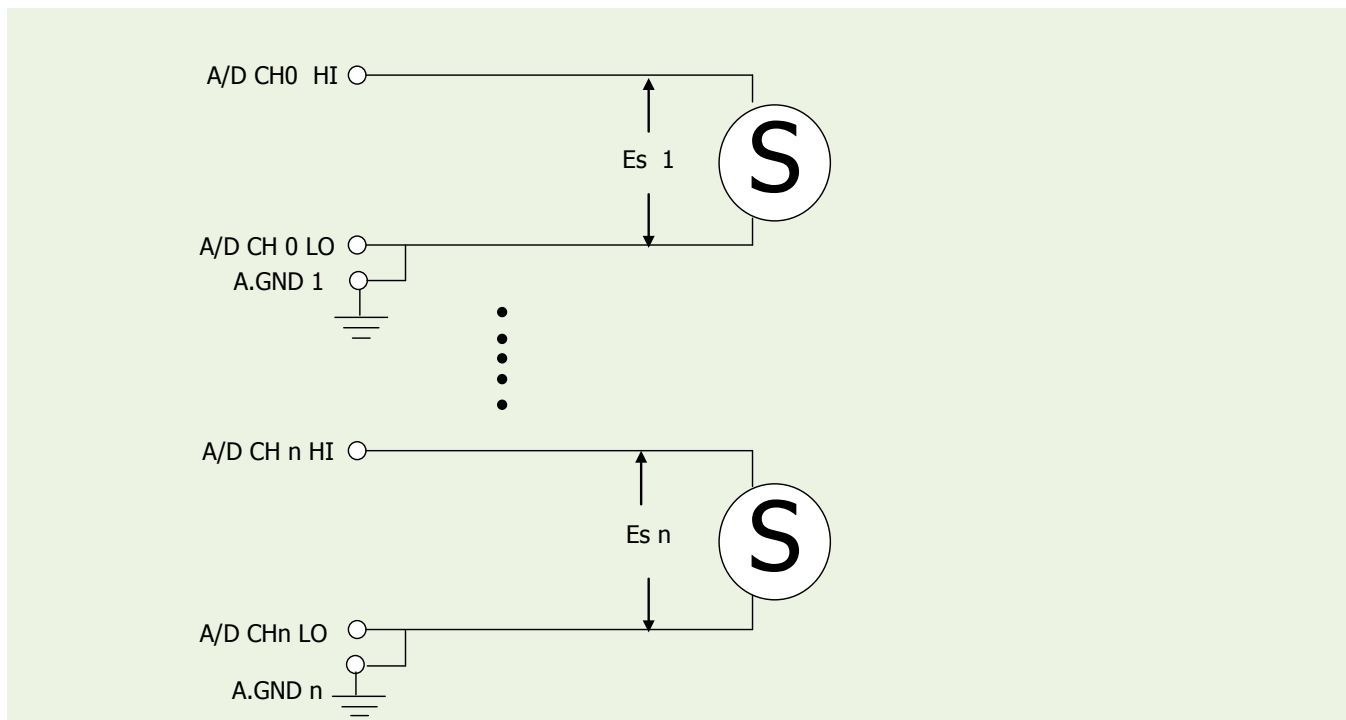 A/D CH0 HI
Es 1
S
A/D CH 0 LO
A.GND 1
A/D CH n HI
Es n
S
A/D CHn LO
A.GND n